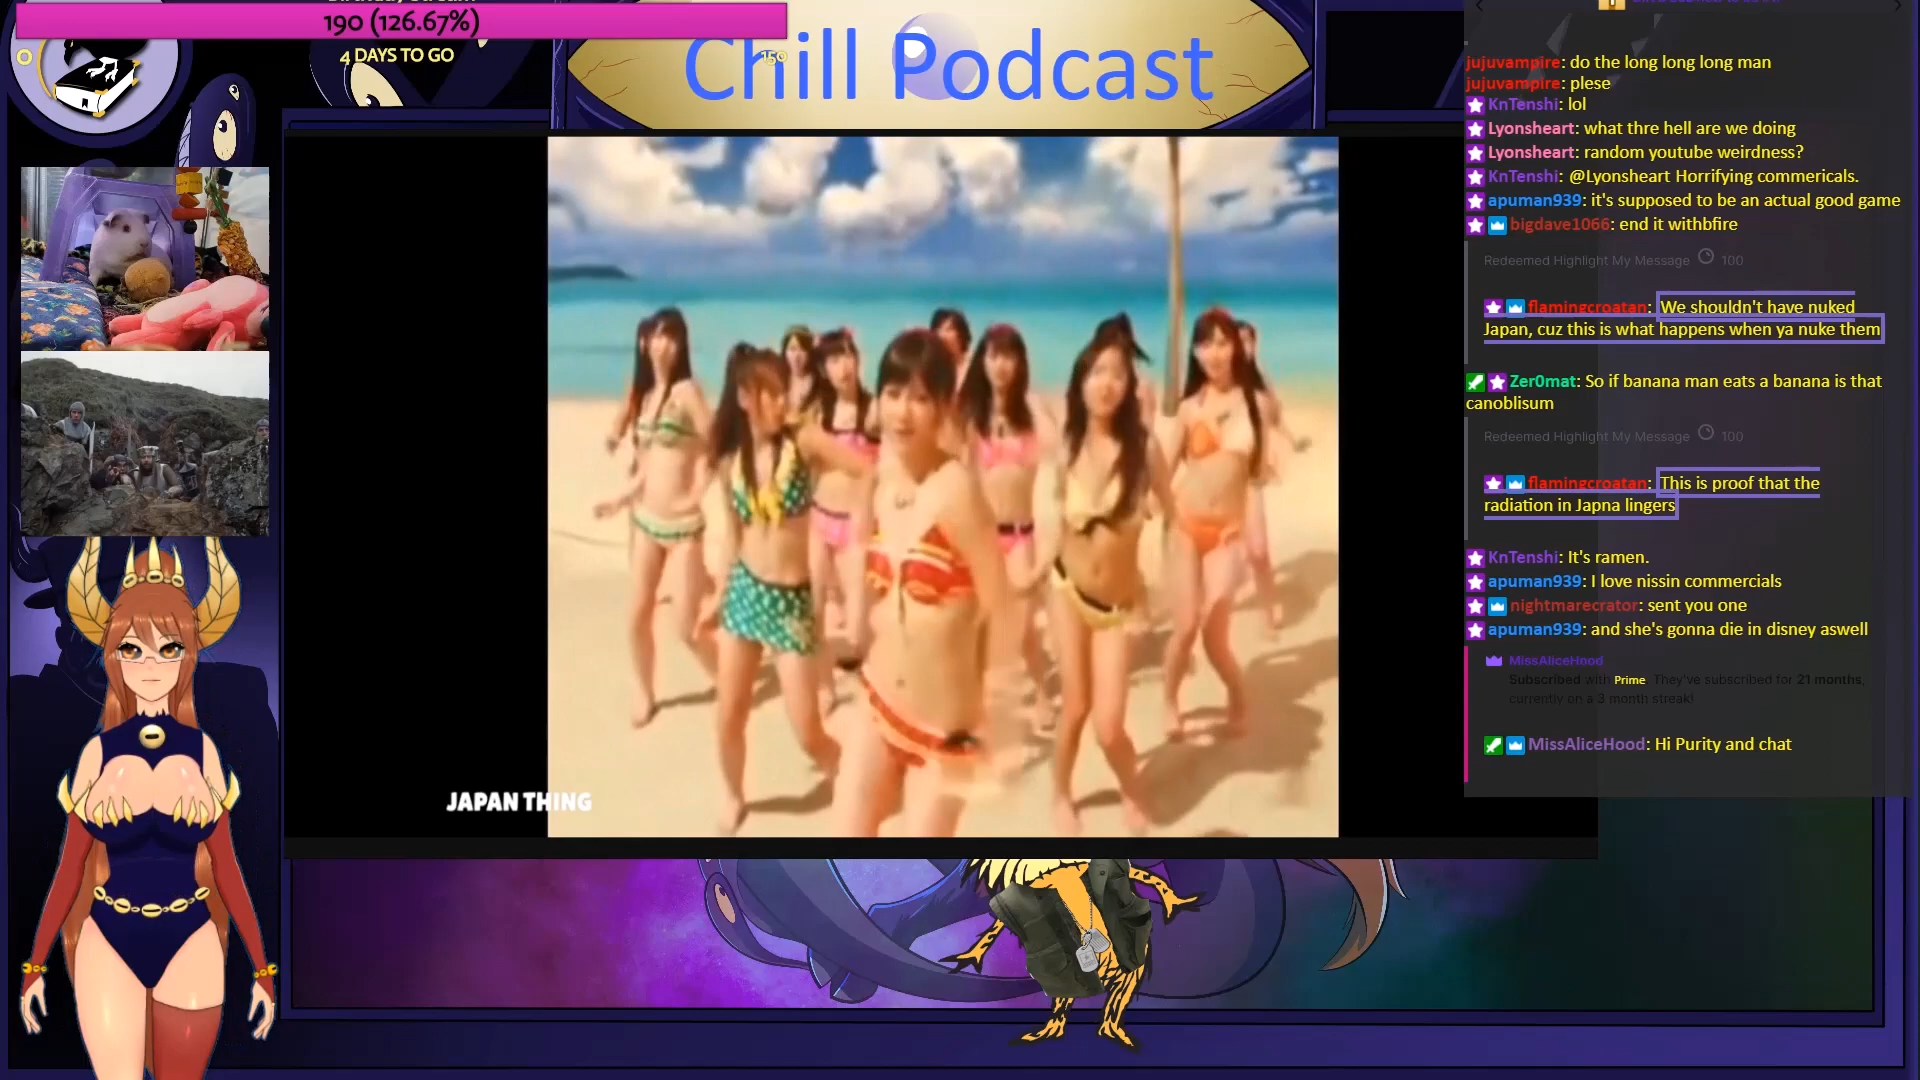 190 (126.67%)
4 DAYS TO GO
150
Chill Podcast
JAPAN THING
jujuvampire: do the long long long man
jujuvampire: plese
KnTenshi: lol
Lyonsheart: what thre hell are we doing
Lyonsheart: random youtube weirdness?
KnTenshi: @Lyonsheart Horrifying commericals.
apuman939: it's supposed to be an actual good game
bigdave1066: end it withbfire
Redeemed Highlight My Message 100
flamingcroatan: We shouldn't have nuked
Japan, cuz this is what happens when ya nuke them
Zer0mat: So if banana man eats a banana is that
canoblisum
Redeemed Highlight My Message 100
flamingcroatan: This is proof that the
radiation in Japna lingers
KnTenshi: It's ramen.
apuman939: I love nissin commercials
nightmarecrator: sent you one
apuman939: and she's gonna die in disney aswell
MissAliceHood
Subscribed with Prime. They've subscribed for 21 months,
currently on a 3 month streak!
MissAliceHood: Hi Purity and chat